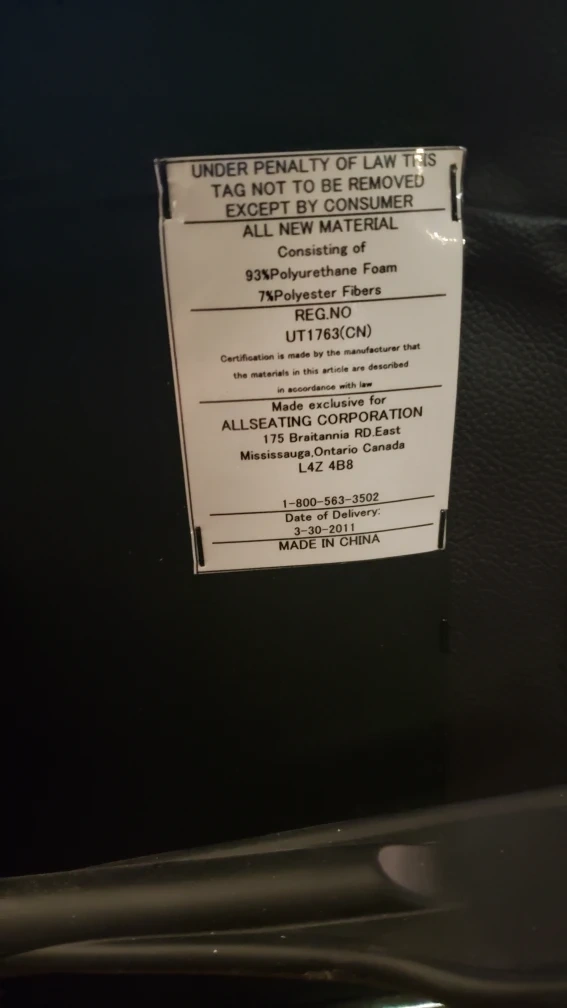 UNDER PENALTY OF LAW THIS
TAG NOT TO BE REMOVED
EXCEPT BY CONSUMER
ALL NEW MATERIAL
Consisting of
93%Polyurethane Foam
7%Polyester Fibers
REG.NO
UT1763(CN)
Certification is made by the manufacturer that
the materials in this article are described
in accordance with law
Made exclusive for
ALLSEATING CORPORATION
175 Braitannia RD.East
Mississauga,Ontario Canada
L4Z 4B8
1-800-563-3502
Date of Delivery:
3-30-2011
MADE IN CHINA